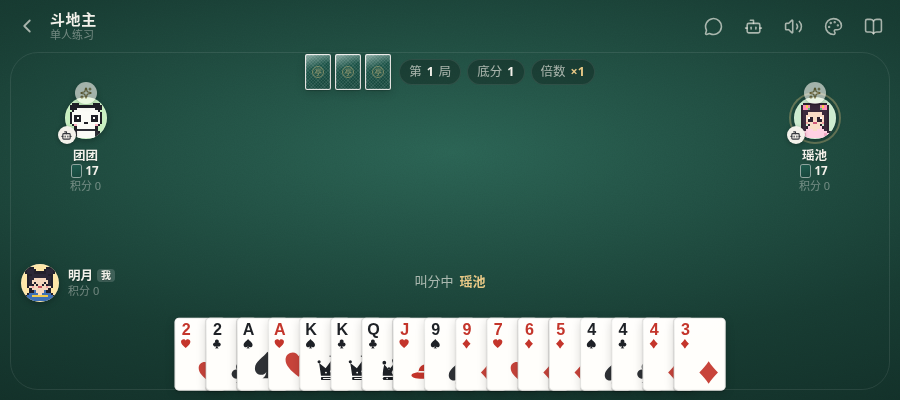 斗地主
单人练习
第 1 局
底分 1
倍数 ×1
团团
17
积分 0
瑶池
17
积分 0
明月 我
积分 0
叫分中 瑶池
2 2 A A K K Q J 9 9 7 6 5 4 4 4 3